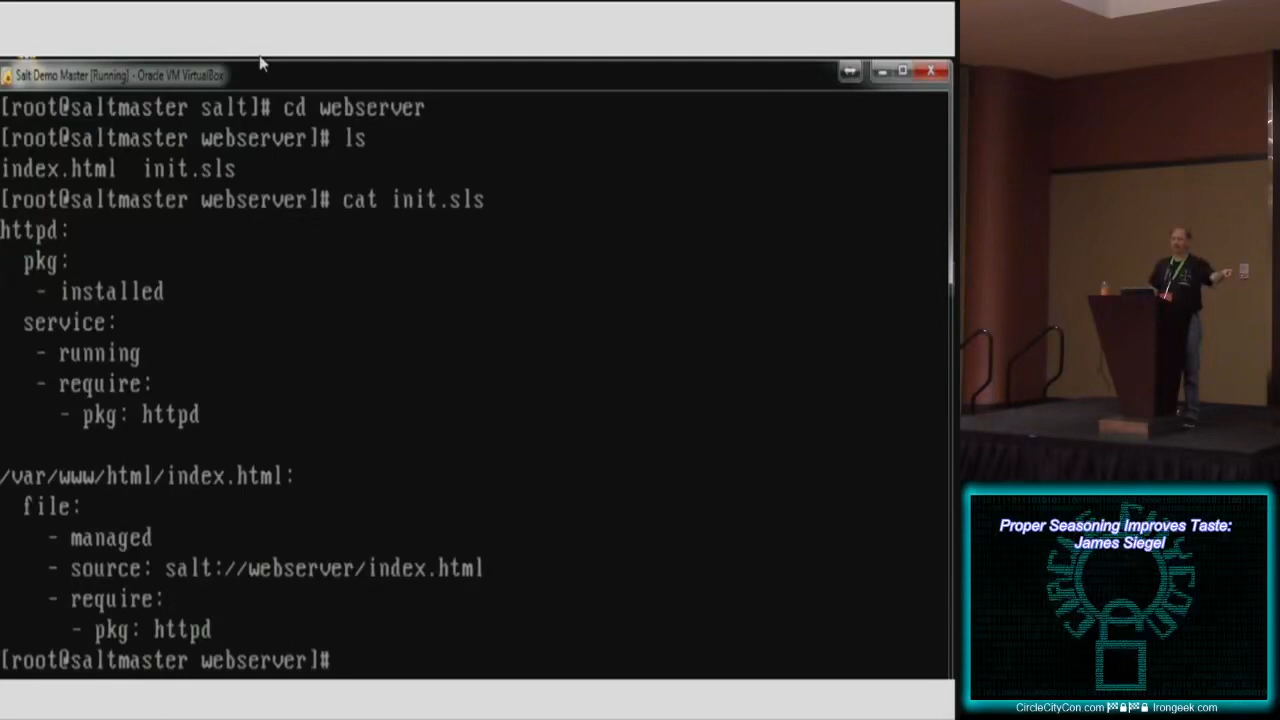 Salt Demo Master [Running] - Oracle VM VirtualBox
[root@saltmaster salt]# cd webserver
[root@saltmaster webserver]# ls
index.html  init.sls
[root@saltmaster webserver]# cat init.sls
httpd:
pkg:
- installed
service:
- running
- require:
- pkg: httpd
/var/www/html/index.html:
file:
- managed
- source: salt://webserver/index.html
- require:
- pkg: httpd
[root@saltmaster webserver]#
Proper Seasoning Improves Taste:
James Siegel
CircleCityCon.com
Irongeek.com